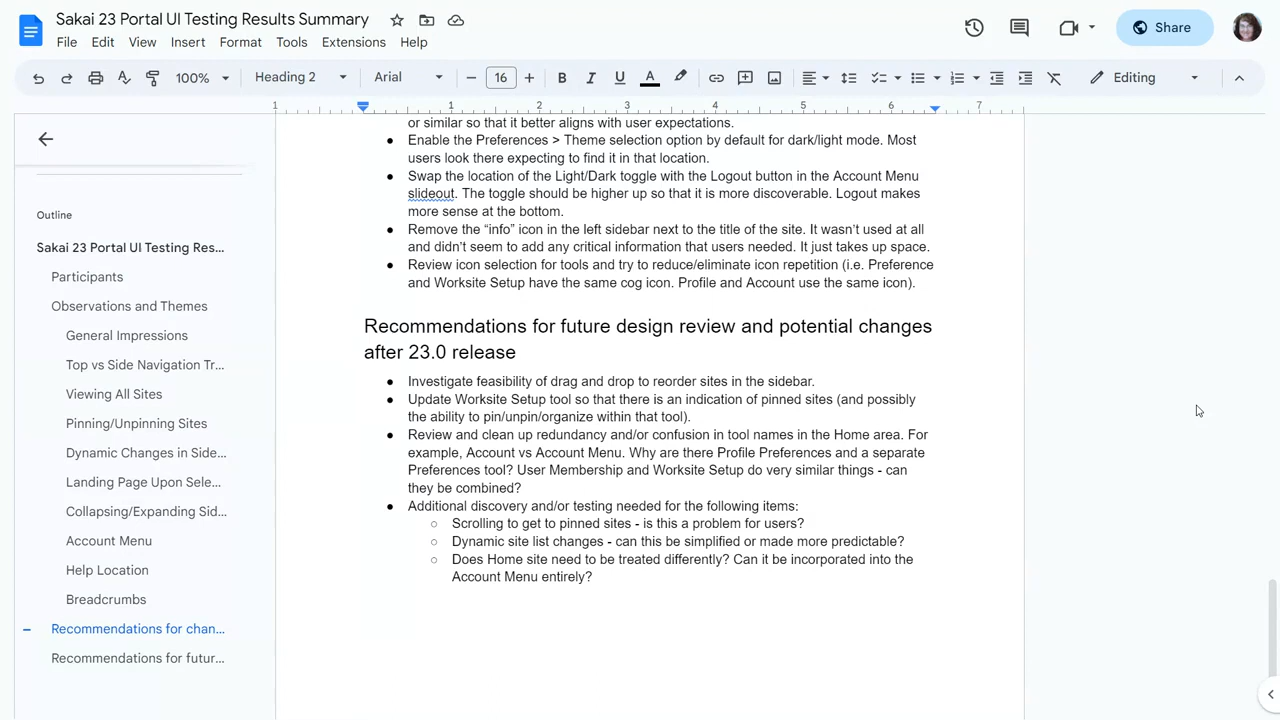 Sakai 23 Portal UI Testing Results Summary
File Edit View Insert Format Tools Extensions Help
Share
100% Heading 2 Arial 16 Editing
1 1 2 3 4 5 6 7
Outline
Sakai 23 Portal UI Testing Res...
Participants
Observations and Themes
General Impressions
Top vs Side Navigation Tr...
Viewing All Sites
Pinning/Unpinning Sites
Dynamic Changes in Side...
Landing Page Upon Sele...
Collapsing/Expanding Sid...
Account Menu
Help Location
Breadcrumbs
Recommendations for chan...
Recommendations for futur...
or similar so that it better aligns with user expectations.
● Enable the Preferences > Theme selection option by default for dark/light mode. Most
users look there expecting to find it in that location.
● Swap the location of the Light/Dark toggle with the Logout button in the Account Menu
slideout. The toggle should be higher up so that it is more discoverable. Logout makes
more sense at the bottom.
● Remove the “info” icon in the left sidebar next to the title of the site. It wasn’t used at all
and didn’t seem to add any critical information that users needed. It just takes up space.
● Review icon selection for tools and try to reduce/eliminate icon repetition (i.e. Preference
and Worksite Setup have the same cog icon. Profile and Account use the same icon).
Recommendations for future design review and potential changes
after 23.0 release
● Investigate feasibility of drag and drop to reorder sites in the sidebar.
● Update Worksite Setup tool so that there is an indication of pinned sites (and possibly
the ability to pin/unpin/organize within that tool).
● Review and clean up redundancy and/or confusion in tool names in the Home area. For
example, Account vs Account Menu. Why are there Profile Preferences and a separate
Preferences tool? User Membership and Worksite Setup do very similar things - can
they be combined?
● Additional discovery and/or testing needed for the following items:
○ Scrolling to get to pinned sites - is this a problem for users?
○ Dynamic site list changes - can this be simplified or made more predictable?
○ Does Home site need to be treated differently? Can it be incorporated into the
Account Menu entirely?